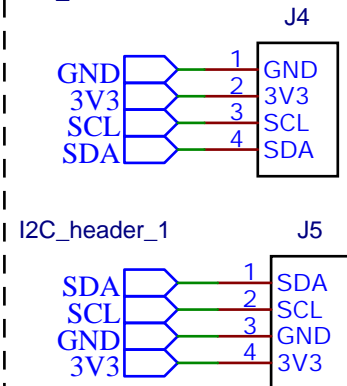 J4
GND 1 GND
3V3 2 3V3
SCL 3 SCL
SDA 4 SDA
I2C_header_1 J5
SDA 1 SDA
SCL 2 SCL
GND 3 GND
3V3 4 3V3